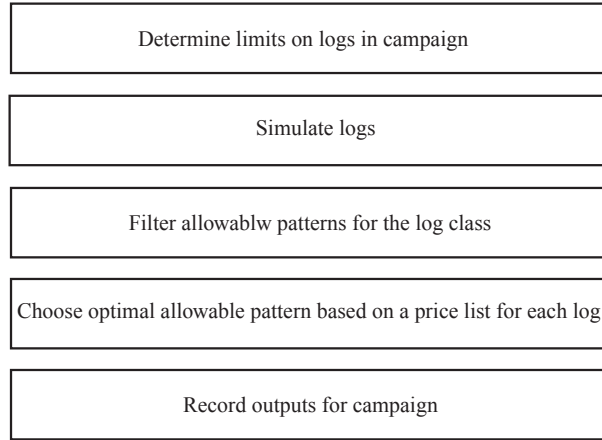 Determine limits on logs in campaign
Simulate logs
Filter allowablw patterns for the log class
Choose optimal allowable pattern based on a price list for each log
Record outputs for campaign